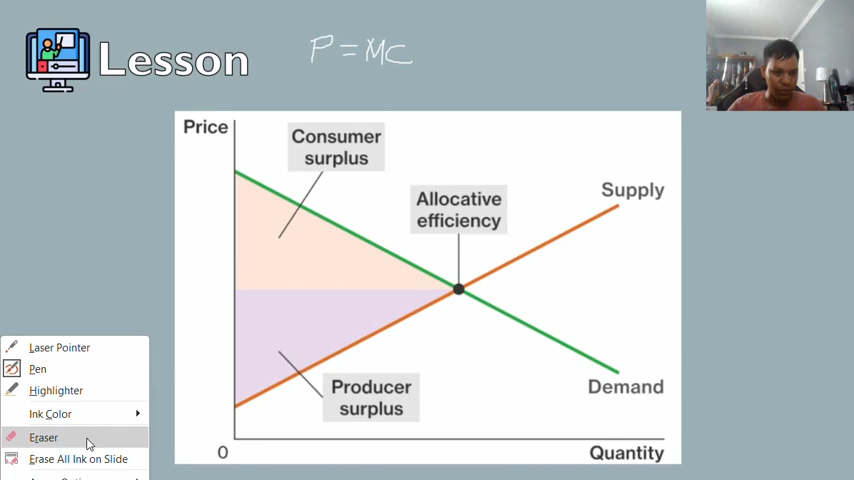 Lesson
P = MC
Price
Consumer
surplus
Allocative
efficiency
Supply
Producer
surplus
Demand
0
Quantity
Laser Pointer
Pen
Highlighter
Ink Color
Eraser
Erase All Ink on Slide